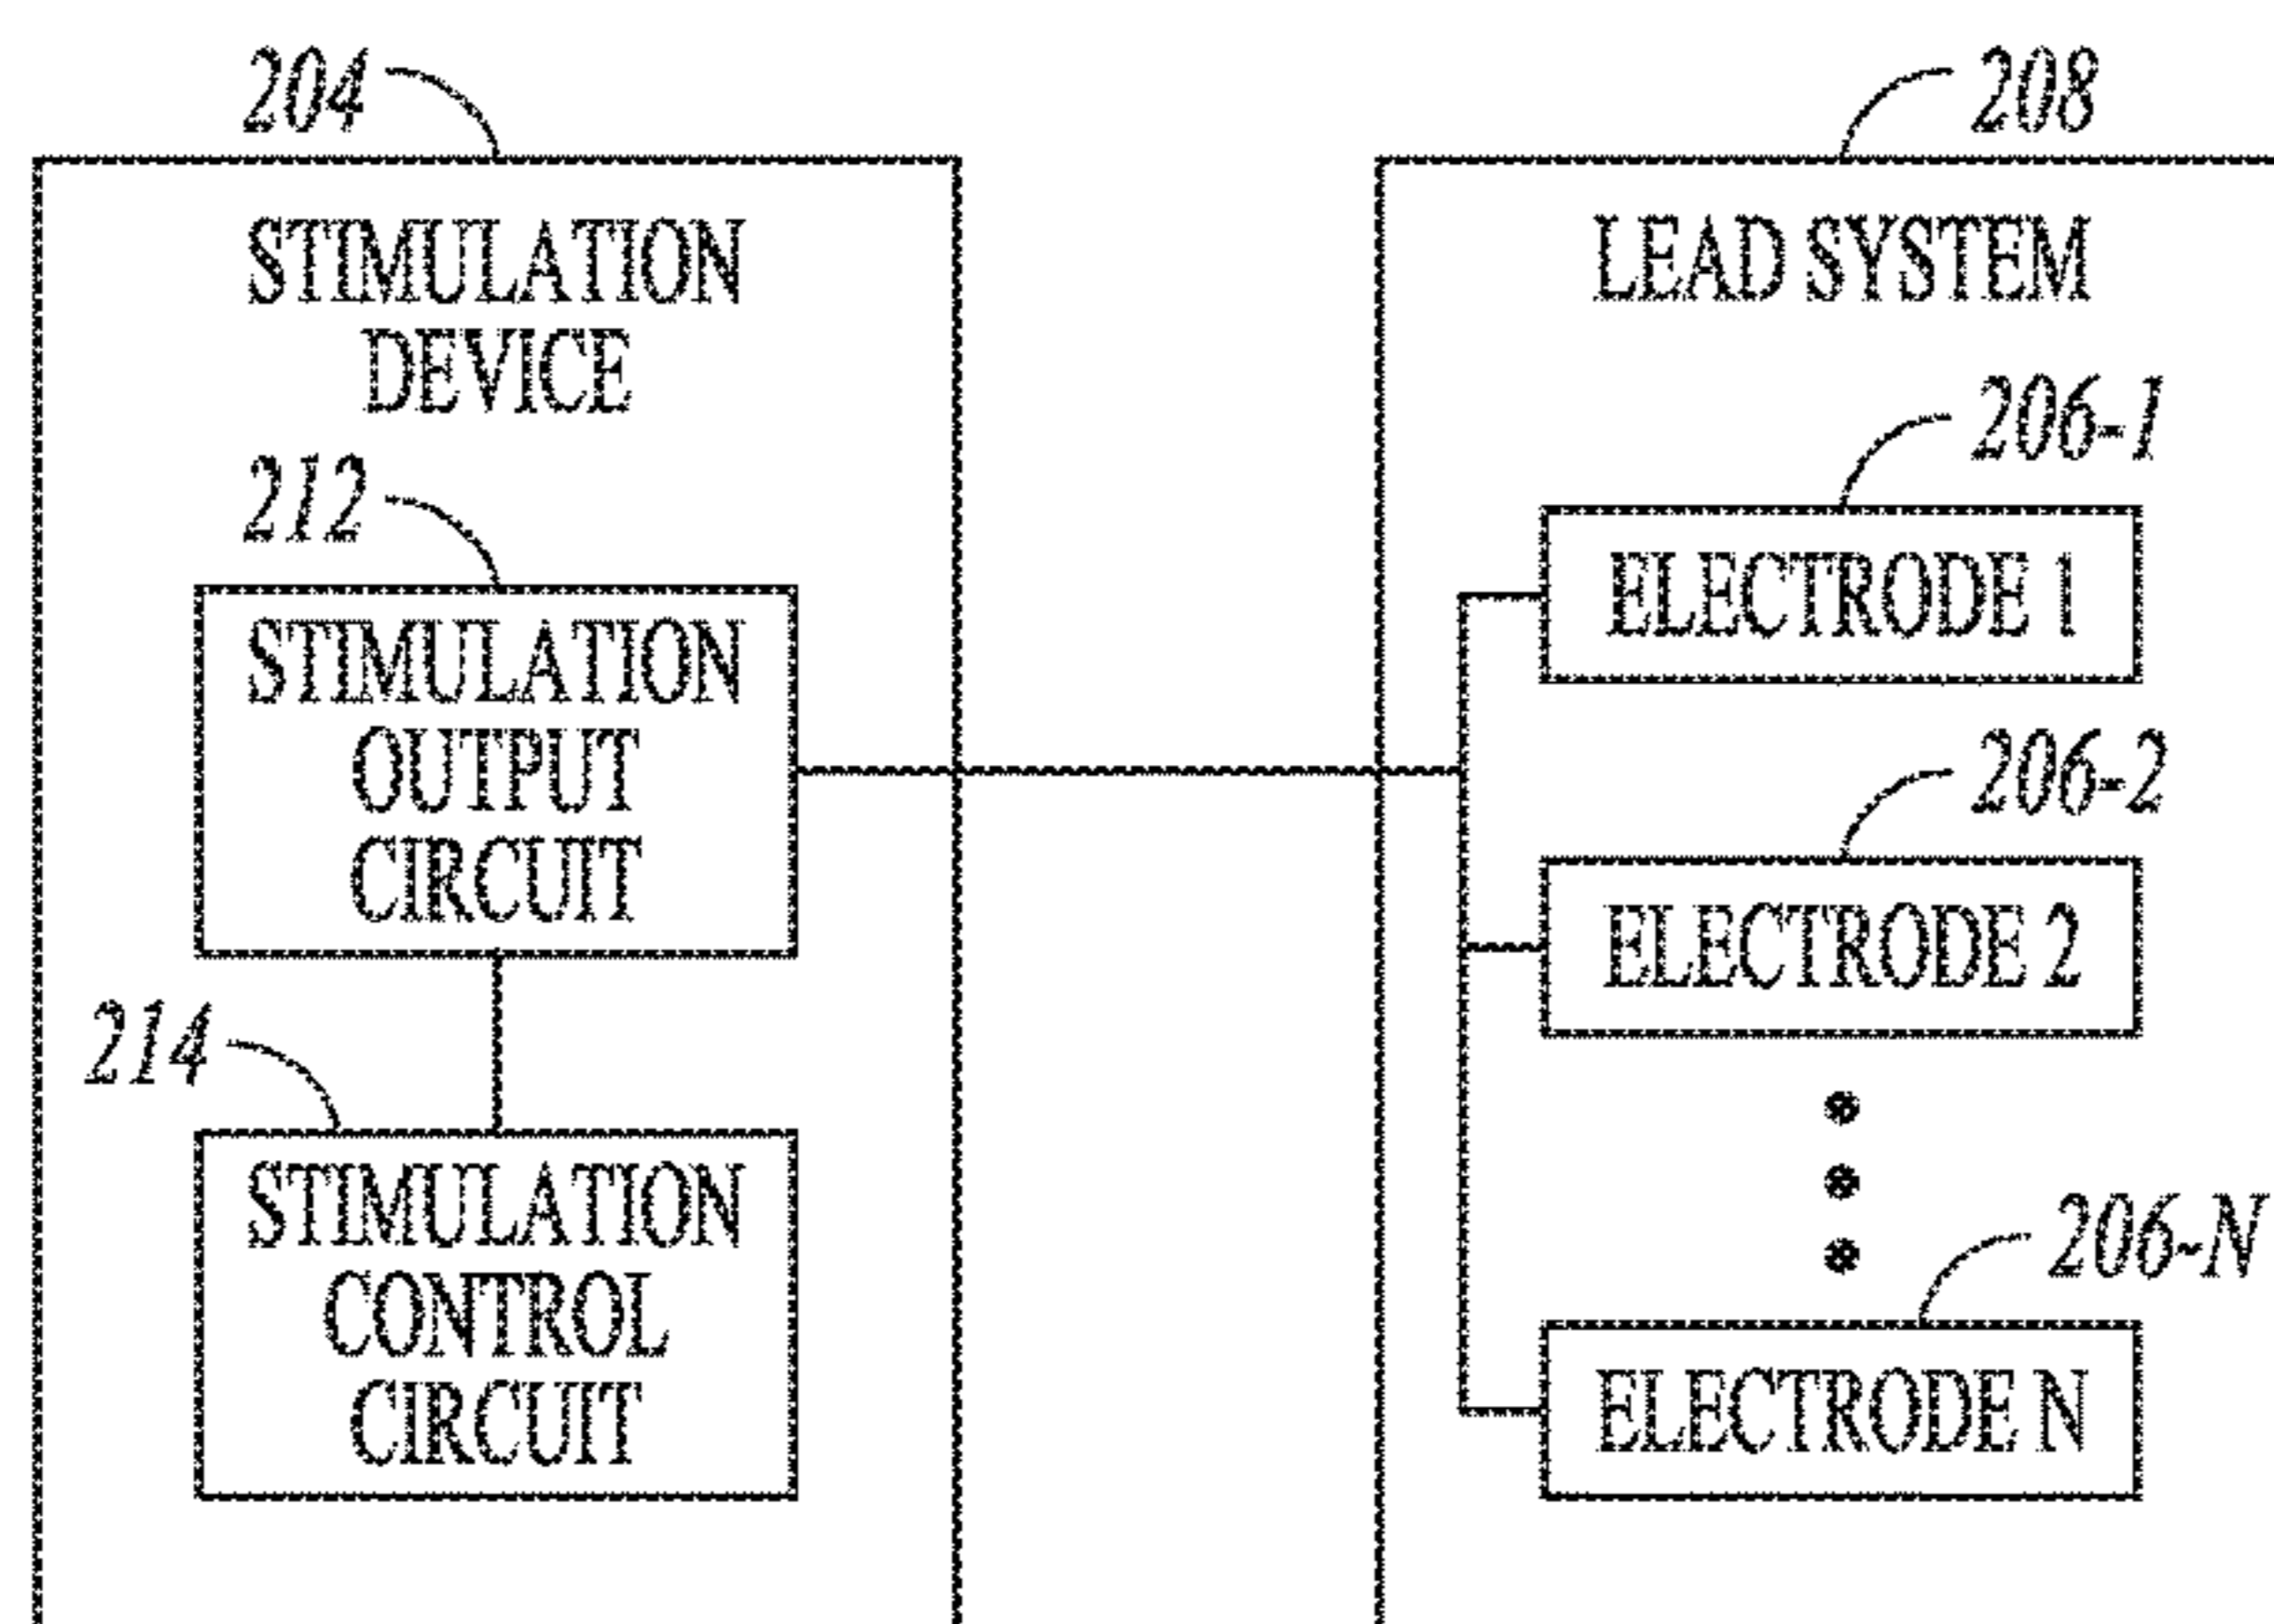 204
STIMULATION
DEVICE
212
STIMULATION
OUTPUT
CIRCUIT
214
STIMULATION
CONTROL
CIRCUIT
208
LEAD SYSTEM
206-1
ELECTRODE 1
206-2
ELECTRODE 2
206-N
ELECTRODE N